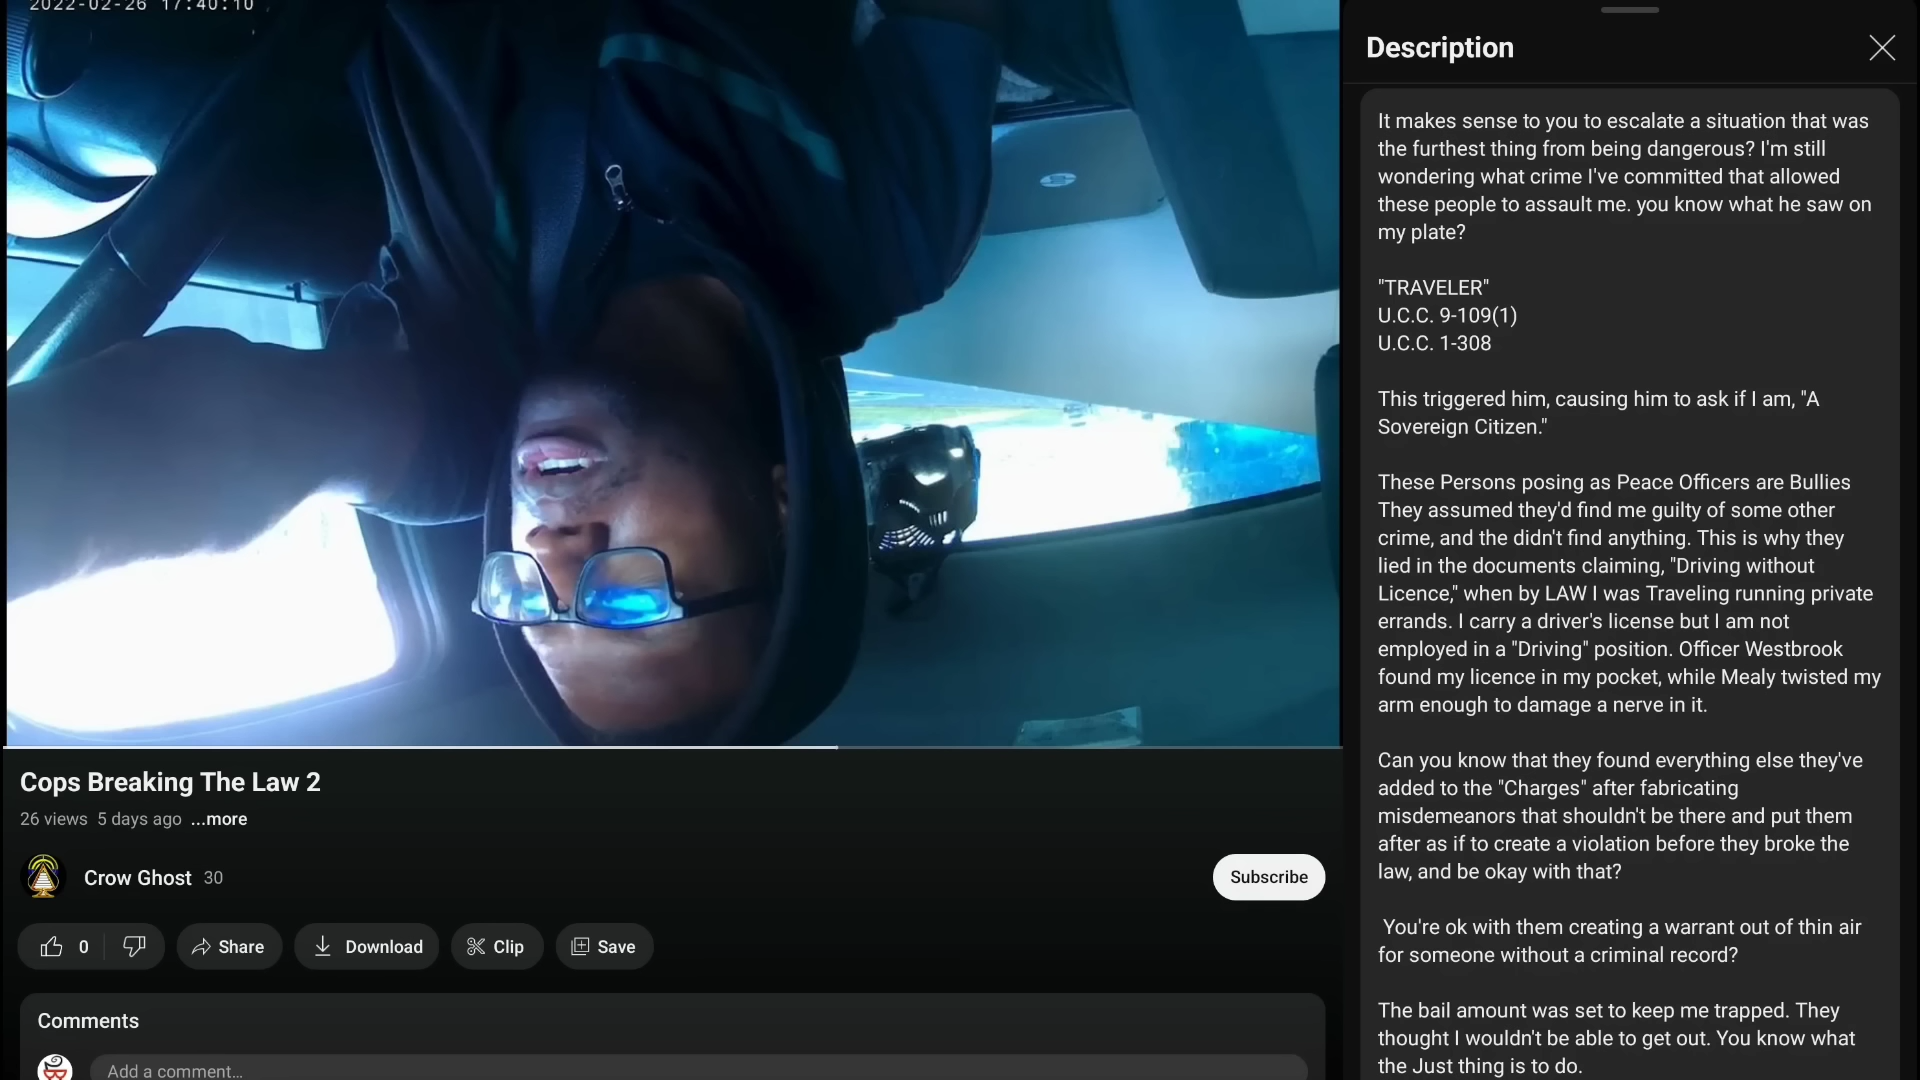 2022-02-26 17:40:10
Cops Breaking The Law 2
26 views 5 days ago ...more
Crow Ghost 30
Subscribe
0 Share Download Clip Save
Comments
Add a comment...
Description
It makes sense to you to escalate a situation that was
the furthest thing from being dangerous? I'm still
wondering what crime I've committed that allowed
these people to assault me. you know what he saw on
my plate?
"TRAVELER"
U.C.C. 9-109(1)
U.C.C. 1-308
This triggered him, causing him to ask if I am, "A
Sovereign Citizen."
These Persons posing as Peace Officers are Bullies
They assumed they'd find me guilty of some other
crime, and the didn't find anything. This is why they
lied in the documents claiming, "Driving without
Licence," when by LAW I was Traveling running private
errands. I carry a driver's license but I am not
employed in a "Driving" position. Officer Westbrook
found my licence in my pocket, while Mealy twisted my
arm enough to damage a nerve in it.
Can you know that they found everything else they've
added to the "Charges" after fabricating
misdemeanors that shouldn't be there and put them
after as if to create a violation before they broke the
law, and be okay with that?
You're ok with them creating a warrant out of thin air
for someone without a criminal record?
The bail amount was set to keep me trapped. They
thought I wouldn't be able to get out. You know what
the Just thing is to do.